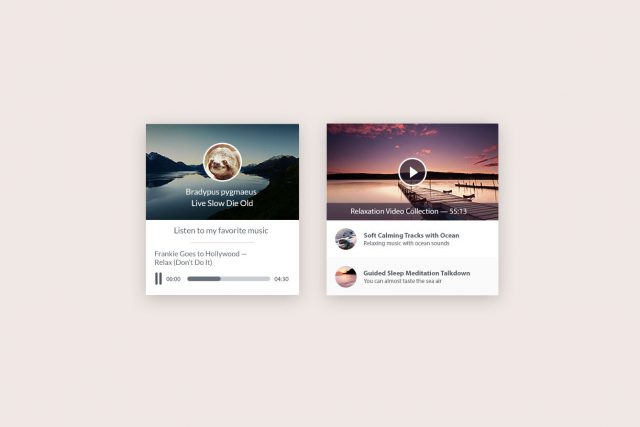 Bradypus pygmaeus
Live Slow Die Old
Listen to my favorite music
Frankie Goes to Hollywood —
Relax (Don't Do It)
00:00 04:30
Relaxation Video Collection — 55:13
Soft Calming Tracks with Ocean
Relaxing music with ocean sounds
Guided Sleep Meditation Talkdown
You can almost taste the sea air